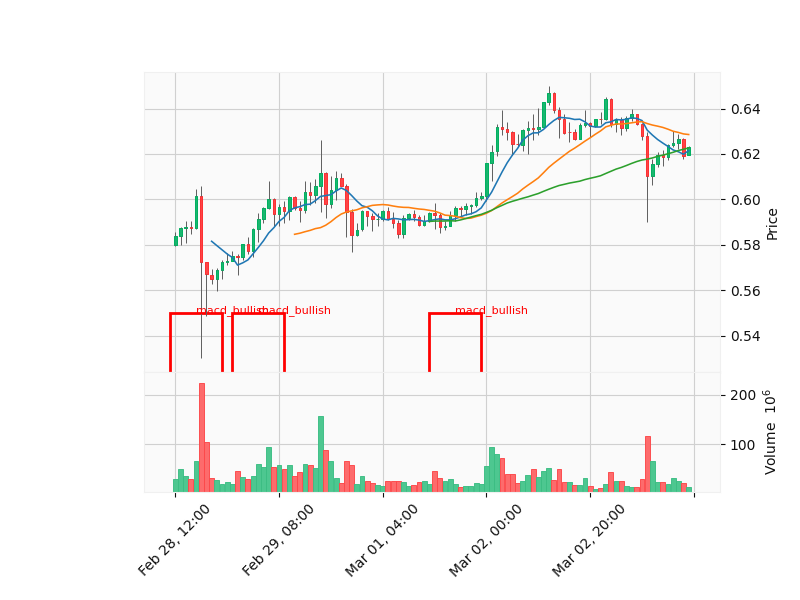 0.64
0.62
0.60
0.58
0.56
0.54
Price
macd_bullish
macd_bullish
macd_bullish
200
100
Volume 10⁶
Feb 28, 12:00
Feb 29, 08:00
Mar 01, 04:00
Mar 02, 00:00
Mar 02, 20:00